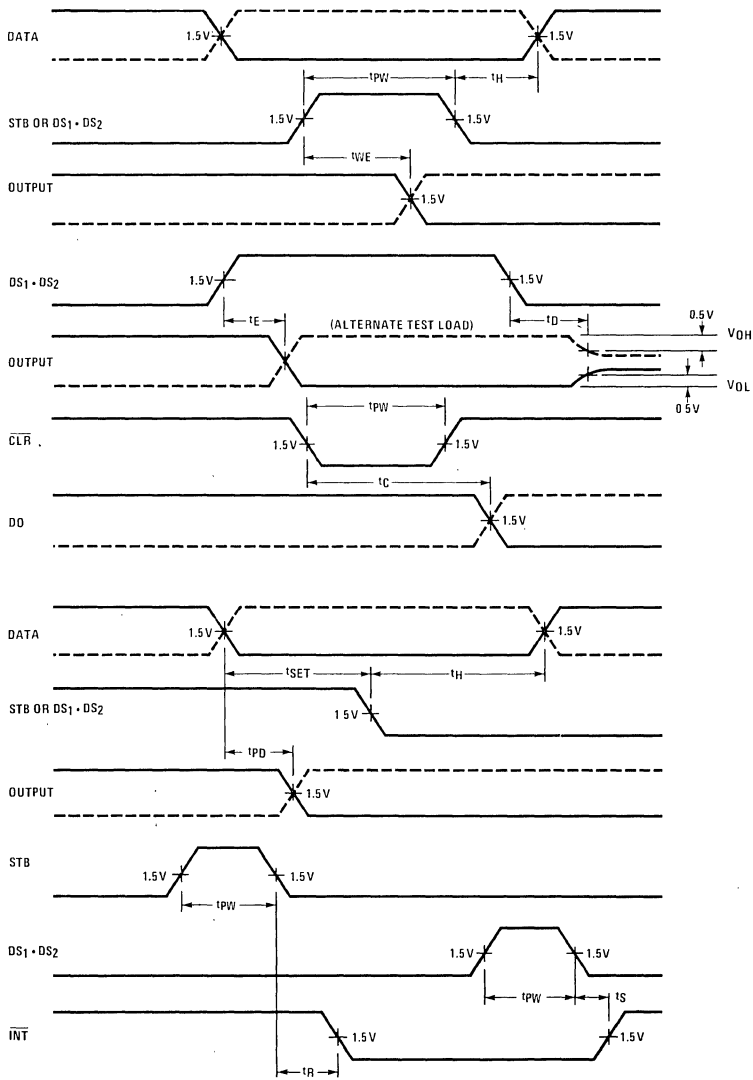 DATA
1.5V
1.5V
tPW
tH
STB OR DS1 • DS2
1.5V
1.5V
tWE
OUTPUT
1.5V
DS1 • DS2
1.5V
1.5V
tE
tD
0.5V
(ALTERNATE TEST LOAD)
VOH
OUTPUT
VOL
0.5V
tPW
CLR
1.5V
1.5V
tC
DO
1.5V
DATA
1.5V
1.5V
tSET
tH
STB OR DS1 • DS2
1.5V
tPD
OUTPUT
1.5V
STB
1.5V
1.5V
tPW
DS1 • DS2
1.5V
1.5V
tPW
tS
INT
1.5V
1.5V
tR